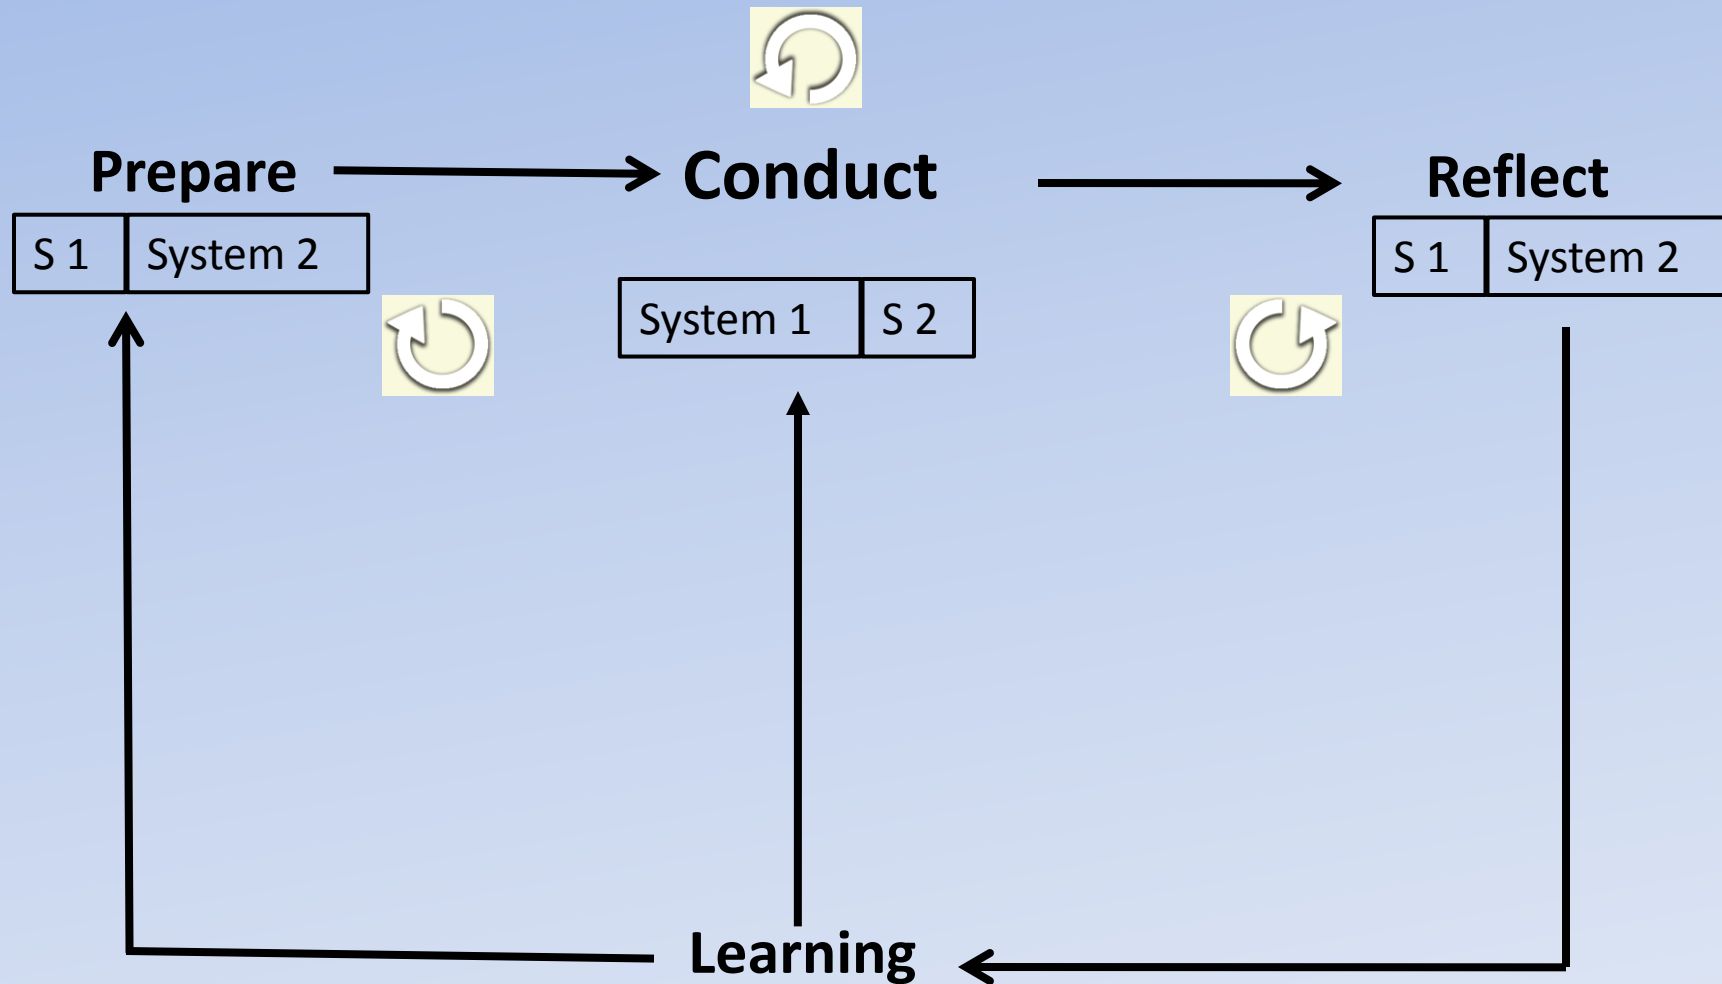 Prepare
Conduct
Reflect
S 1
System 2
System 1
S 2
S 1
System 2
Learning